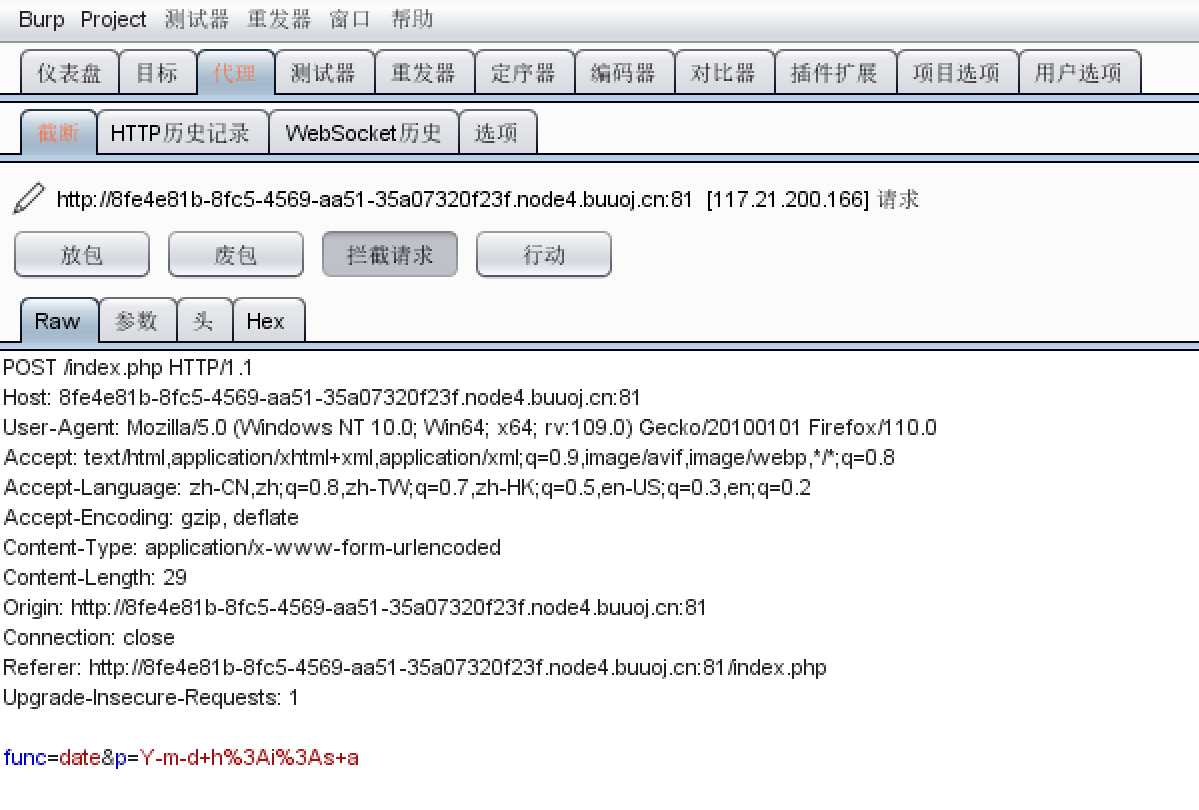 Burp Project 测试器 重发器 窗口 帮助
仪表盘 目标 代理 测试器 重发器 定序器 编码器 对比器 插件扩展 项目选项 用户选项
截断 HTTP历史记录 WebSocket历史 选项
http://8fe4e81b-8fc5-4569-aa51-35a07320f23f.node4.buuoj.cn:81 [117.21.200.166] 请求
放包 废包 拦截请求 行动
Raw 参数 头 Hex
POST /index.php HTTP/1.1
Host: 8fe4e81b-8fc5-4569-aa51-35a07320f23f.node4.buuoj.cn:81
User-Agent: Mozilla/5.0 (Windows NT 10.0; Win64; x64; rv:109.0) Gecko/20100101 Firefox/110.0
Accept: text/html,application/xhtml+xml,application/xml;q=0.9,image/avif,image/webp,*/*;q=0.8
Accept-Language: zh-CN,zh;q=0.8,zh-TW;q=0.7,zh-HK;q=0.5,en-US;q=0.3,en;q=0.2
Accept-Encoding: gzip, deflate
Content-Type: application/x-www-form-urlencoded
Content-Length: 29
Origin: http://8fe4e81b-8fc5-4569-aa51-35a07320f23f.node4.buuoj.cn:81
Connection: close
Referer: http://8fe4e81b-8fc5-4569-aa51-35a07320f23f.node4.buuoj.cn:81/index.php
Upgrade-Insecure-Requests: 1
func=date&p=Y-m-d+h%3Ai%3As+a